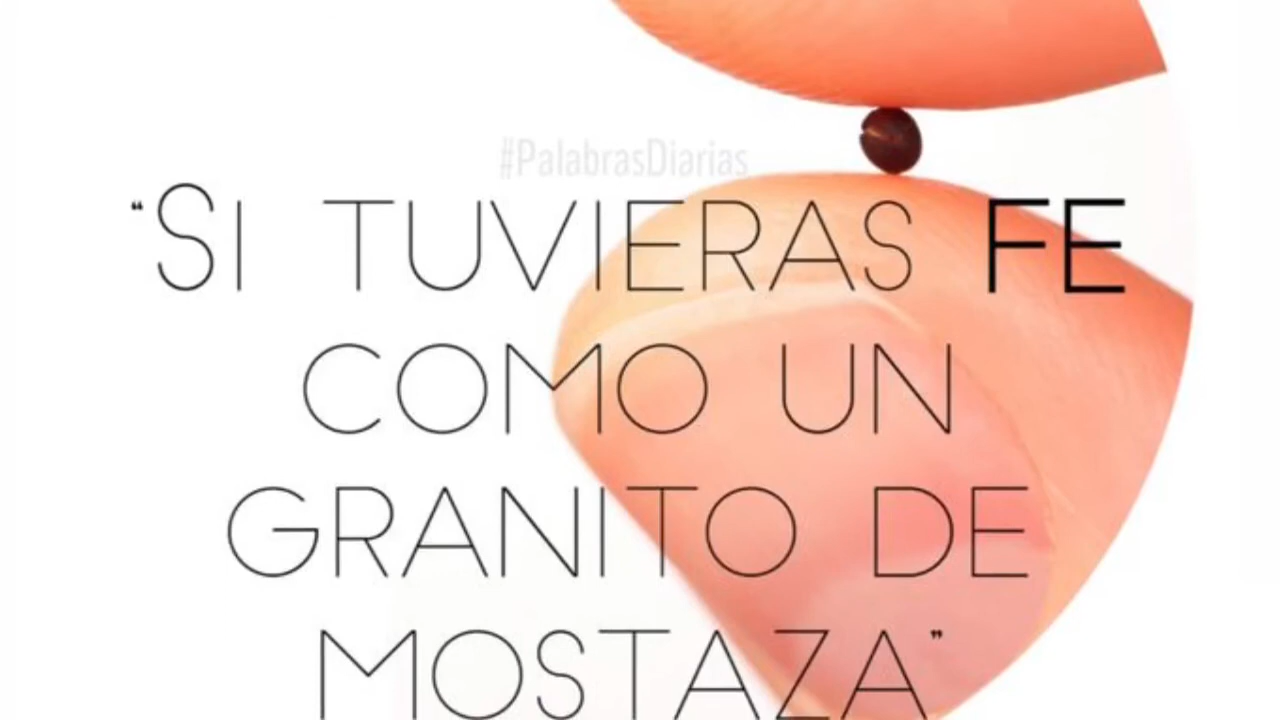 #PalabrasDiarias
“SI TUVIERAS FE
COMO UN
GRANITO DE
MOSTAZA”